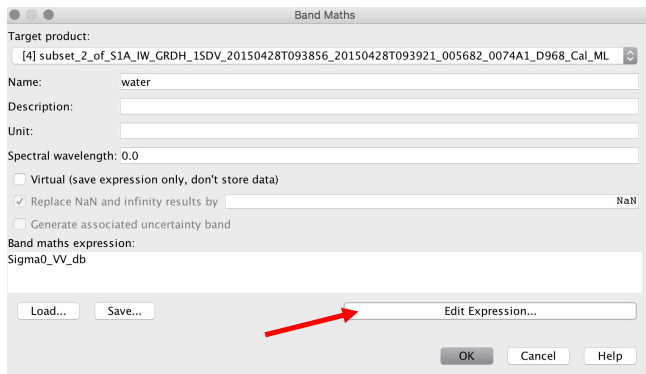 Band Maths
Target product:
[4] subset_2_of_S1A_IW_GRDH_1SDV_20150428T093856_20150428T093921_005682_0074A1_D968_Cal_ML
Name: water
Description:
Unit:
Spectral wavelength: 0.0
Virtual (save expression only, don't store data)
Replace NaN and infinity results by NaN
Generate associated uncertainty band
Band maths expression:
Sigma0_VV_db
Load... Save... Edit Expression...
OK Cancel Help